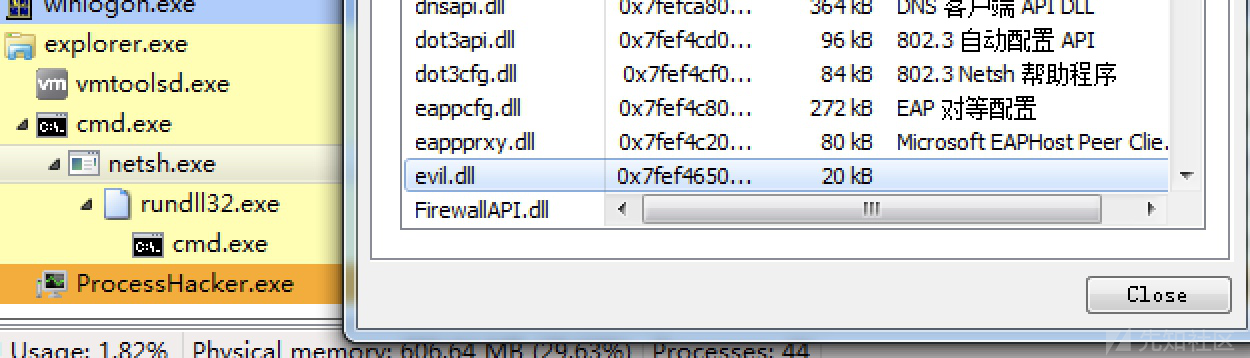 winlogon.exe
explorer.exe
vmtoolsd.exe
cmd.exe
netsh.exe
rundll32.exe
cmd.exe
ProcessHacker.exe
Usage: 1.82% Physical memory: 606.64 MB (29.63%) Processes: 44
dnsapi.dll 0x7fefca80... 364 kB DNS 客户端 API DLL
dot3api.dll 0x7fef4cd0... 96 kB 802.3 自动配置 API
dot3cfg.dll 0x7fef4cf0... 84 kB 802.3 Netsh 帮助程序
eappcfg.dll 0x7fef4c80... 272 kB EAP 对等配置
eappprxy.dll 0x7fef4c20... 80 kB Microsoft EAPHost Peer Clie.
evil.dll 0x7fef4650... 20 kB
FirewallAPI.dll
Close
先知社区